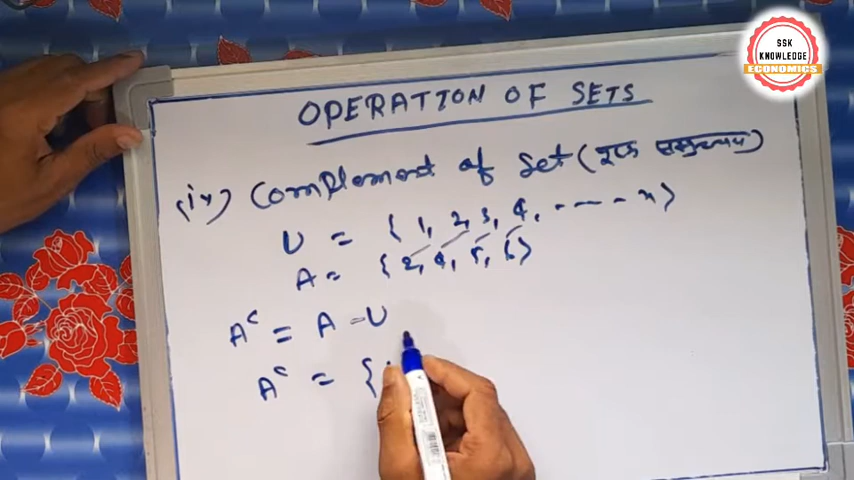 SSK
KNOWLEDGE
ECONOMICS
OPERATION OF SETS
(iv) Complement of Set (पूरक समुच्चय)
U = { 1, 2, 3, 4, ----- n }
A = { 2, 4, 5, 6 }
A^c = A - U
A^c = {